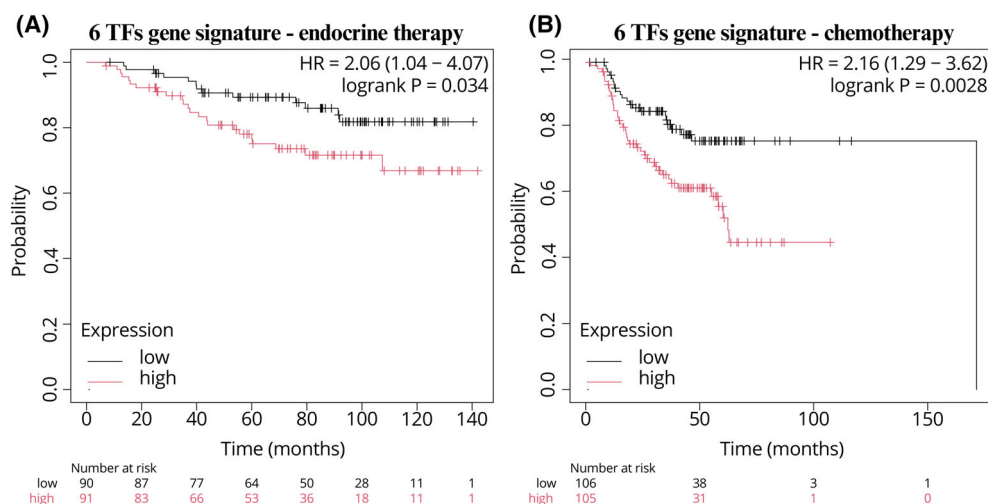 (A)
6 TFs gene signature - endocrine therapy
HR = 2.06 (1.04 – 4.07)
logrank P = 0.034
Probability
1.0
0.8
0.6
0.4
0.2
0.0
Expression
low
high
0 20 40 60 80 100 120 140
Time (months)
Number at risk
low 90 87 77 64 50 28 11 1
high 91 83 66 53 36 18 11 1
(B)
6 TFs gene signature - chemotherapy
HR = 2.16 (1.29 – 3.62)
logrank P = 0.0028
Probability
1.0
0.8
0.6
0.4
0.2
0.0
Expression
low
high
0 50 100 150
Time (months)
Number at risk
low 106 38 3 1
high 105 31 1 0